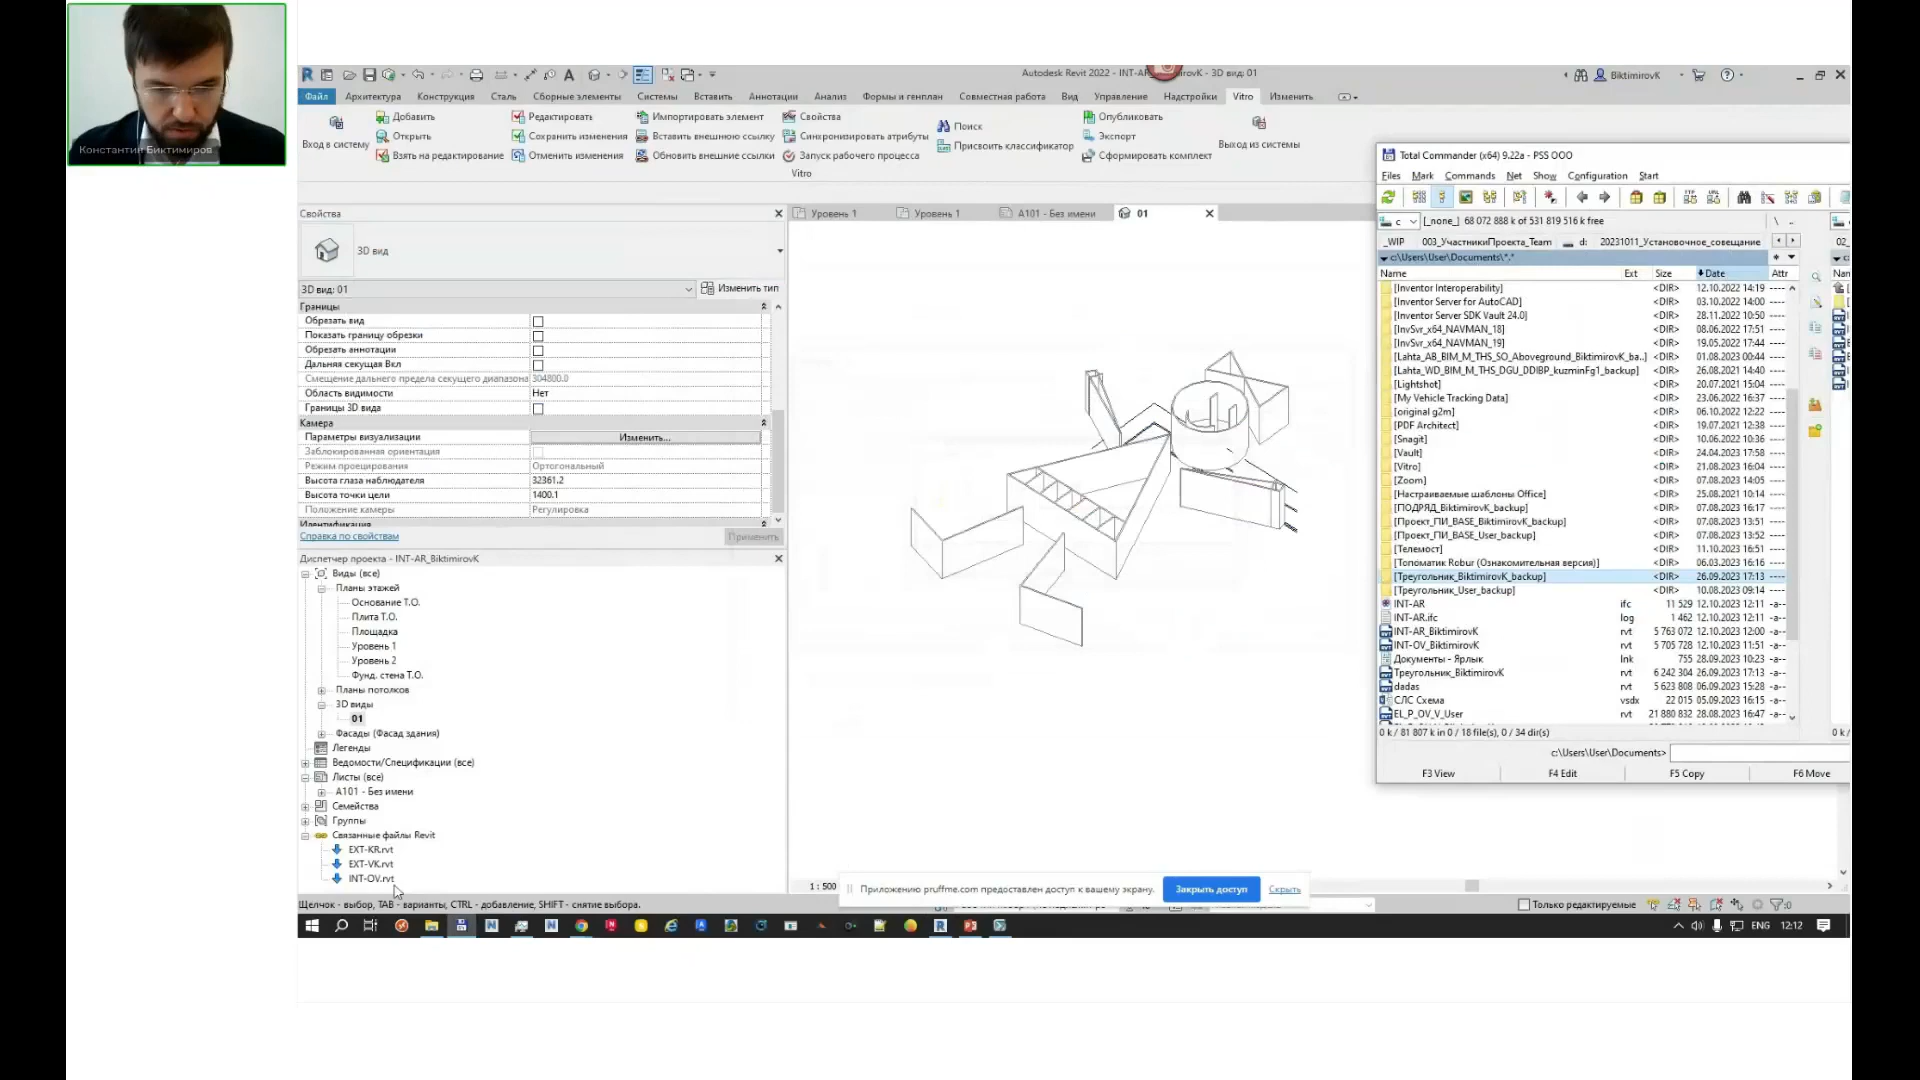 Константин Биктимиров
Autodesk Revit 2022 - INT-AR_BiktimirovK - 3D вид: 01
BiktimirovK
Файл Архитектура Конструкция Сталь Сборные элементы Системы Вставить Аннотации Анализ Формы и генплан Совместная работа Вид Управление Надстройки Vitro Изменить
Вход в систему
Добавить
Открыть
Взять на редактирование
Редактировать
Сохранить изменения
Отменить изменения
Импортировать элемент
Вставить внешнюю ссылку
Обновить внешние ссылки
Свойства
Синхронизировать атрибуты
Запуск рабочего процесса
Поиск
Присвоить классификатор
Опубликовать
Экспорт
Сформировать комплект
Выход из системы
Vitro
Свойства
3D вид
3D вид: 01 Изменить тип
Границы
Обрезать вид
Показать границу обрезки
Обрезать аннотации
Дальняя секущая Вкл
Смещение дальнего предела секущего диапазона 304800.0
Область видимости Нет
Границы 3D вида
Камера
Параметры визуализации Изменить...
Заблокированная ориентация
Режим проецирования Ортогональный
Высота глаза наблюдателя 32361.2
Высота точки цели 1400.1
Положение камеры Регулировка
Идентификация
Справка по свойствам Применить
Диспетчер проекта - INT-AR_BiktimirovK
Виды (все)
Планы этажей
Основание Т.О.
Плита Т.О.
Площадка
Уровень 1
Уровень 2
Фунд. стена Т.О.
Планы потолков
3D виды
01
Фасады (Фасад здания)
Легенды
Ведомости/Спецификации (все)
Листы (все)
A101 - Без имени
Семейства
Группы
Связанные файлы Revit
EXT-KR.rvt
EXT-VK.rvt
INT-OV.rvt
Уровень 1 Уровень 1 A101 - Без имени 01
1 : 500
Приложению pruffme.com предоставлен доступ к вашему экрану. Закрыть доступ Скрыть
Щелчок - выбор, TAB - варианты, CTRL - добавление, SHIFT - снятие выбора.
Только редактируемые :0
ENG 12:12
Total Commander (x64) 9.22a - PSS OOO
Files Mark Commands Net Show Configuration Start
c [_none_] 68 072 888 k of 531 819 516 k free \ ..
_WIP 003_УчастникиПроекта_Team d: 20231011_Установочное_совещание 02_
c:\Users\User\Documents\*.*
Name Ext Size Date Attr
[Inventor Interoperability] <DIR> 12.10.2022 14:19 ----
[Inventor Server for AutoCAD] <DIR> 03.10.2022 14:00 ----
[Inventor Server SDK Vault 24.0] <DIR> 28.11.2022 10:50 ----
[InvSvr_x64_NAVMAN_18] <DIR> 08.06.2022 17:51 ----
[InvSvr_x64_NAVMAN_19] <DIR> 19.05.2022 17:44 ----
[Lahta_AB_BIM_M_THS_SO_Aboveground_BiktimirovK_ba.. <DIR> 01.08.2023 00:44 ----
[Lahta_WD_BIM_M_THS_DGU_DDIBP_kuzminFg1_backup] <DIR> 26.08.2021 14:40 ----
[Lightshot] <DIR> 20.07.2021 15:04 ----
[My Vehicle Tracking Data] <DIR> 23.06.2022 16:37 ----
[original g2m] <DIR> 06.10.2022 12:22 ----
[PDF Architect] <DIR> 19.07.2021 12:38 ----
[Snagit] <DIR> 10.06.2022 10:36 ----
[Vault] <DIR> 24.04.2023 17:58 ----
[Vitro] <DIR> 21.08.2023 16:04 ----
[Zoom] <DIR> 07.08.2023 14:05 ----
[Настраиваемые шаблоны Office] <DIR> 25.08.2021 10:14 ----
[ПОДРЯД_BiktimirovK_backup] <DIR> 07.08.2023 16:17 ----
[Проект_ПИ_BASE_BiktimirovK_backup] <DIR> 07.08.2023 13:51 ----
[Проект_ПИ_BASE_User_backup] <DIR> 07.08.2023 13:52 ----
[Телемост] <DIR> 11.10.2023 16:51 ----
[Топоматик Robur (Ознакомительная версия)] <DIR> 06.03.2023 16:16 ----
[Треугольник_BiktimirovK_backup] <DIR> 26.09.2023 17:13 ----
[Треугольник_User_backup] <DIR> 10.08.2023 09:14 ----
INT-AR ifc 11 529 12.10.2023 12:11 -a--
INT-AR.ifc log 1 462 12.10.2023 12:11 -a--
INT-AR_BiktimirovK rvt 5 763 072 12.10.2023 12:00 -a--
INT-OV_BiktimirovK rvt 5 705 728 12.10.2023 11:51 -a--
Документы - Ярлык lnk 755 28.09.2023 10:23 -a--
Треугольник_BiktimirovK rvt 6 242 304 26.09.2023 17:13 -a--
dadas rvt 5 623 808 06.09.2023 15:28 -a--
СЛС Схема vsdx 22 015 05.09.2023 16:15 -a--
EL_P_OV_V_User rvt 21 880 832 28.08.2023 16:47 -a--
0 k / 81 807 k in 0 / 18 file(s), 0 / 34 dir(s)
c:\Users\User\Documents>
F3 View F4 Edit F5 Copy F6 Move